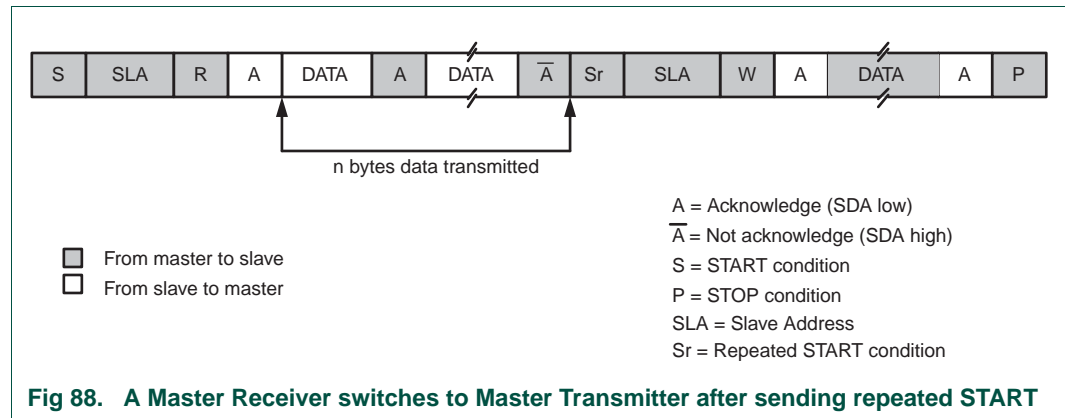 S SLA R A DATA A DATA A̅ Sr SLA W A DATA A P
n bytes data transmitted
From master to slave
From slave to master
A = Acknowledge (SDA low)
A̅ = Not acknowledge (SDA high)
S = START condition
P = STOP condition
SLA = Slave Address
Sr = Repeated START condition
Fig 88. A Master Receiver switches to Master Transmitter after sending repeated START